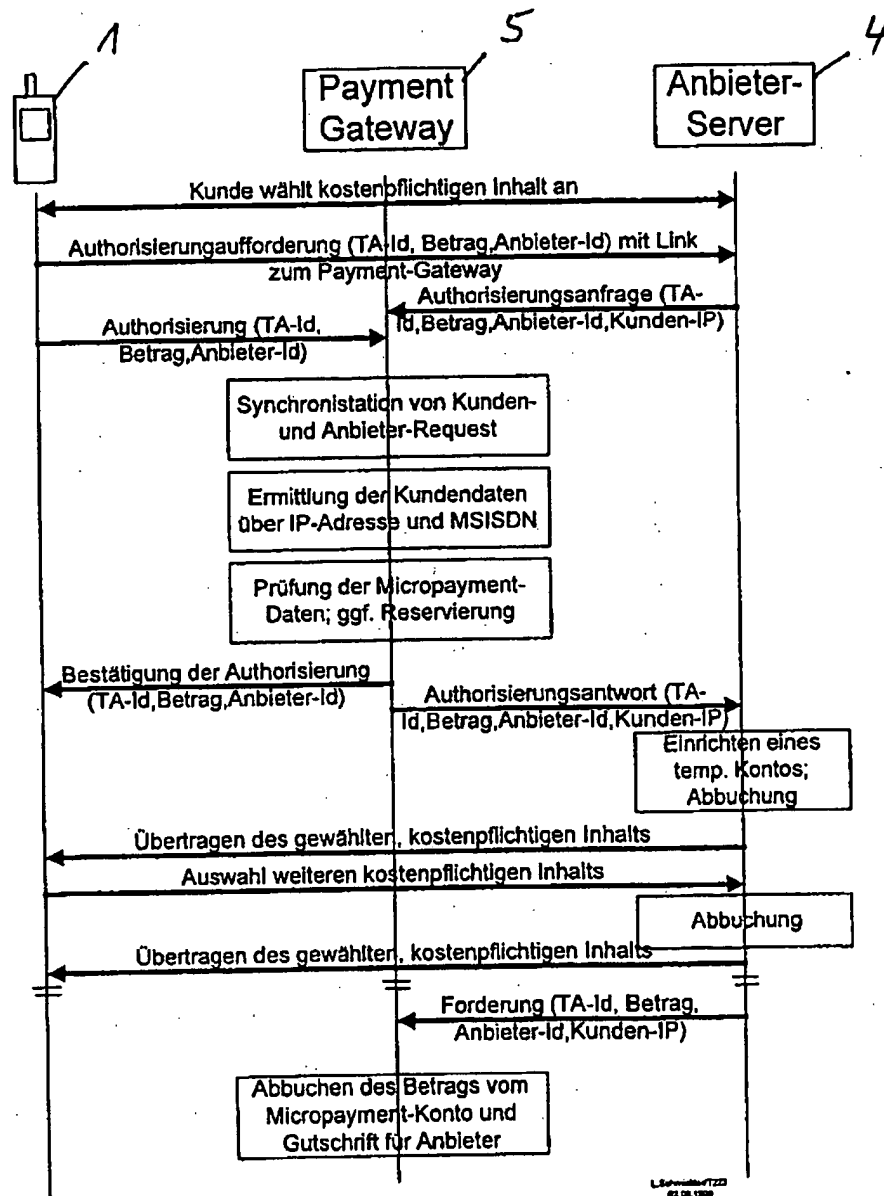 1
5
4
Payment
Gateway
Anbieter-
Server
Kunde wählt kostenpflichtigen Inhalt an
Authorisierungaufforderung (TA-Id, Betrag,Anbieter-Id) mit Link
zum Payment-Gateway
Authorisierungsanfrage (TA-
Id,Betrag,Anbieter-Id,Kunden-IP)
Authorisierung (TA-Id,
Betrag,Anbieter-Id)
Synchronistation von Kunden-
und Anbieter-Request
Ermittlung der Kundendaten
über IP-Adresse und MSISDN
Prüfung der Micropayment-
Daten; ggf. Reservierung
Bestätigung der Authorisierung
(TA-Id,Betrag,Anbieter-Id)
Authorisierungsantwort (TA-
Id,Betrag,Anbieter-Id,Kunden-IP)
Einrichten eines
temp. Kontos;
Abbuchung
Übertragen des gewählten, kostenpflichtigen Inhalts
Auswahl weiteren kostenpflichtigen Inhalts
Abbuchung
Übertragen des gewählten, kostenpflichtigen Inhalts
Forderung (TA-Id, Betrag,
Anbieter-Id,Kunden-IP)
Abbuchen des Betrags vom
Micropayment-Konto und
Gutschrift für Anbieter